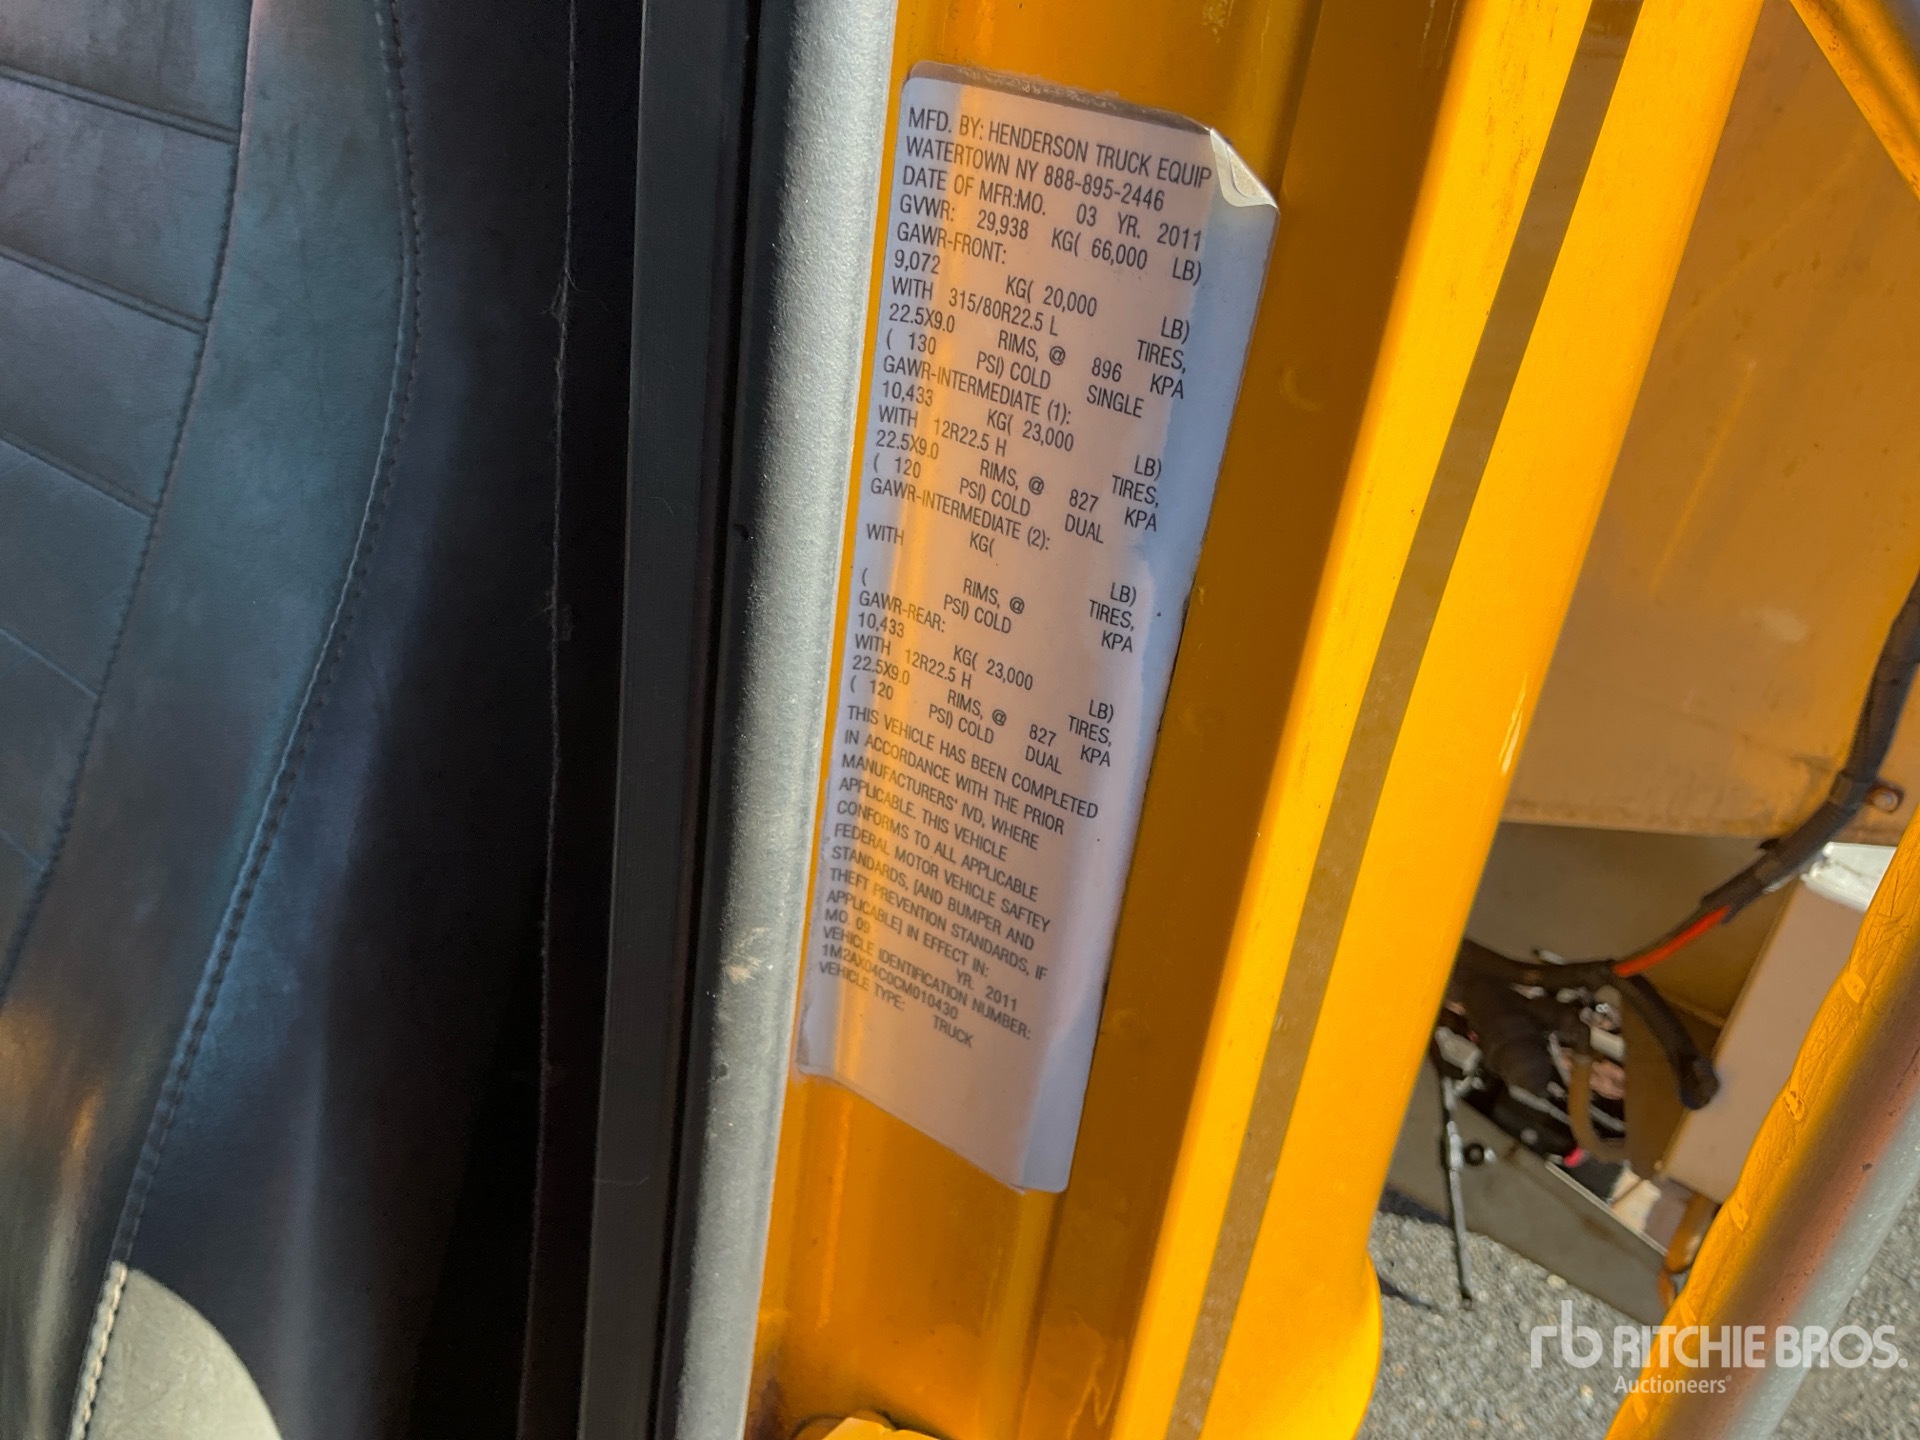 MFD. BY: HENDERSON TRUCK EQUIP
WATERTOWN NY 888-895-2446
DATE OF MFR:MO. 03 YR. 2011
GVWR: 29,938 KG( 66,000 LB)
GAWR-FRONT:
9,072 KG( 20,000 LB)
WITH 315/80R22.5 L TIRES,
22.5X9.0 RIMS, @ 896 KPA
( 130 PSI) COLD SINGLE
GAWR-INTERMEDIATE (1):
10,433 KG( 23,000 LB)
WITH 12R22.5 H TIRES,
22.5X9.0 RIMS, @ 827 KPA
( 120 PSI) COLD DUAL
GAWR-INTERMEDIATE (2):
KG( LB)
WITH TIRES,
RIMS, @ KPA
( PSI) COLD
GAWR-REAR:
10,433 KG( 23,000 LB)
WITH 12R22.5 H TIRES,
22.5X9.0 RIMS, @ 827 KPA
( 120 PSI) COLD DUAL
THIS VEHICLE HAS BEEN COMPLETED
IN ACCORDANCE WITH THE PRIOR
MANUFACTURERS' IVD, WHERE
APPLICABLE. THIS VEHICLE
CONFORMS TO ALL APPLICABLE
FEDERAL MOTOR VEHICLE SAFTEY
STANDARDS, [AND BUMPER AND
THEFT PREVENTION STANDARDS, IF
APPLICABLE] IN EFFECT IN:
MO. 09 YR. 2011
VEHICLE IDENTIFICATION NUMBER:
1M2AX04C0CM010430
VEHICLE TYPE: TRUCK
rb RITCHIE BROS.
Auctioneers